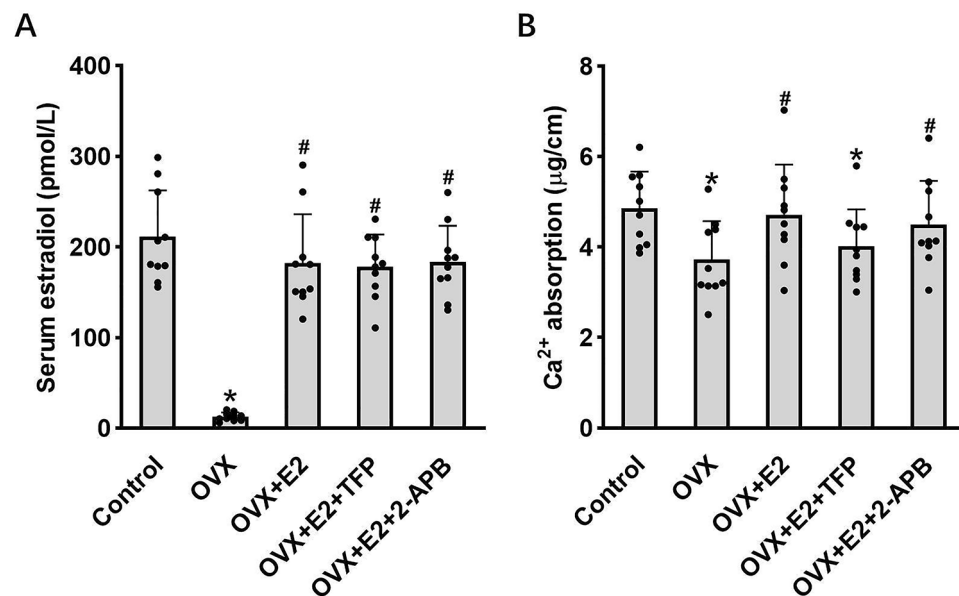 A
Serum estradiol (pmol/L)
400
300
200
100
0
*
#
#
#
Control
OVX
OVX+E2
OVX+E2+TFP
OVX+E2+2-APB
B
Ca²⁺ absorption (μg/cm)
8
6
4
2
0
*
#
*
#
Control
OVX
OVX+E2
OVX+E2+TFP
OVX+E2+2-APB